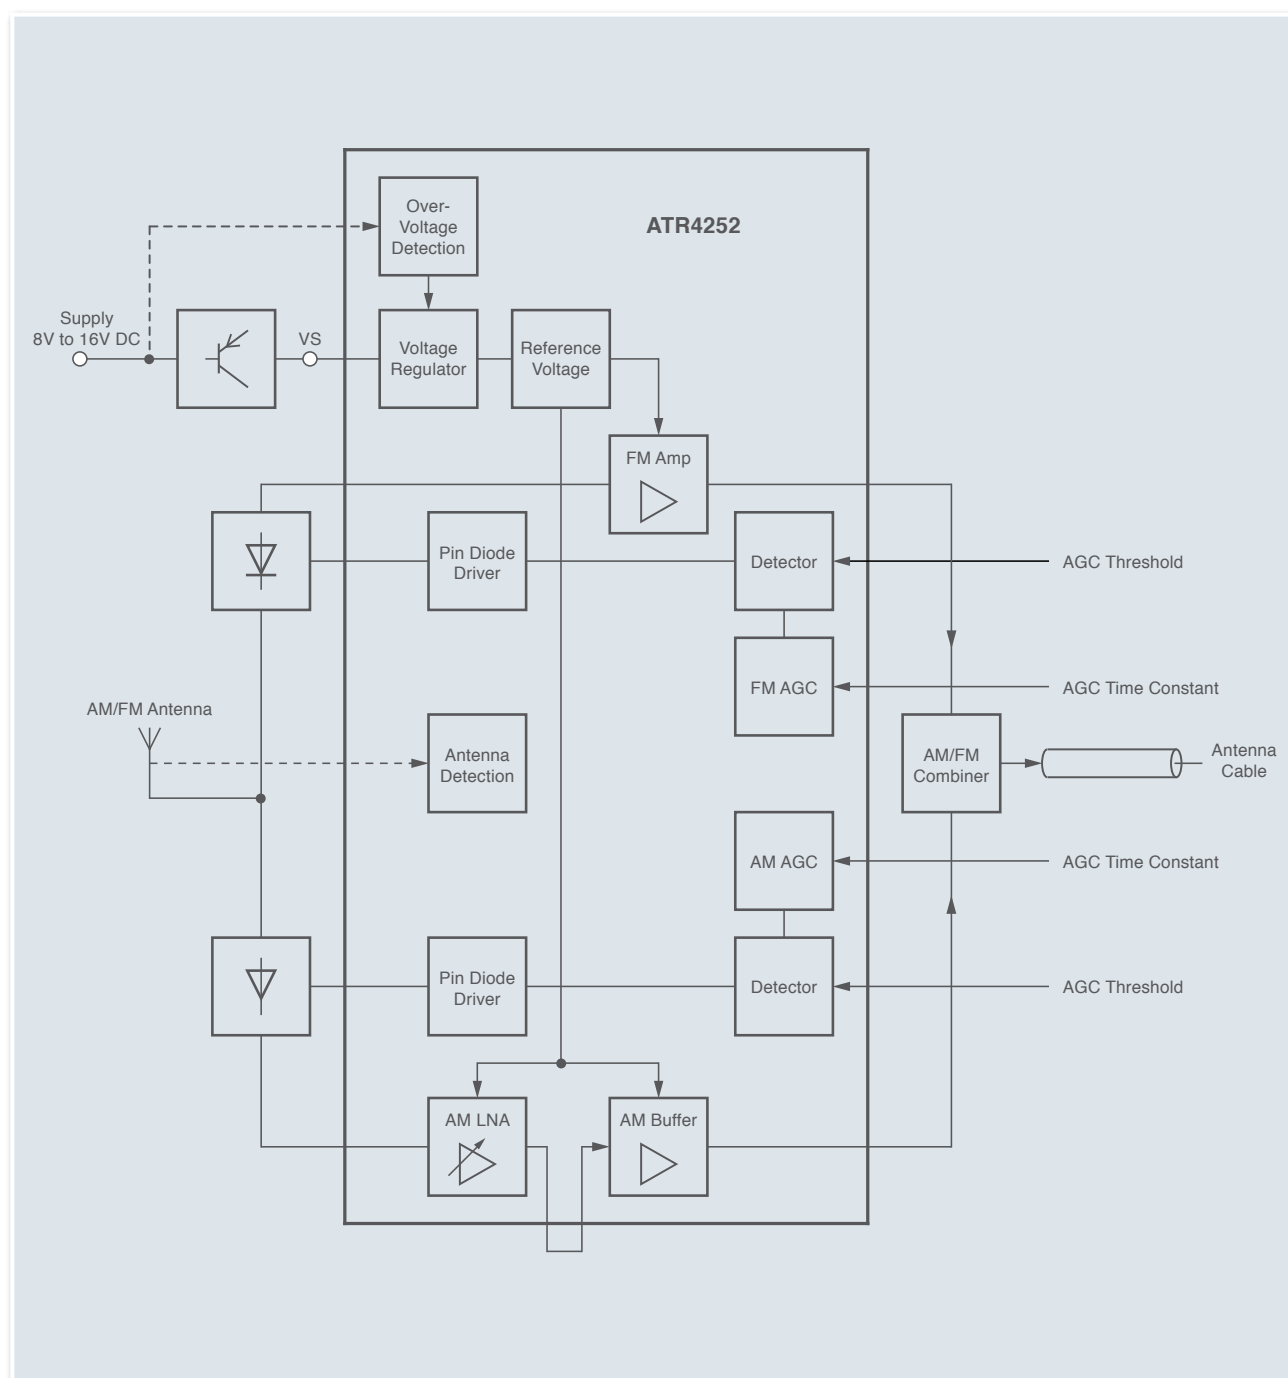 Over-
Voltage
Detection
ATR4252
Supply
8V to 16V DC
VS
Voltage
Regulator
Reference
Voltage
FM Amp
Pin Diode
Driver
Detector
AGC Threshold
FM AGC
AGC Time Constant
AM/FM Antenna
Antenna
Detection
AM/FM
Combiner
Antenna
Cable
AM AGC
AGC Time Constant
Pin Diode
Driver
Detector
AGC Threshold
AM LNA
AM Buffer